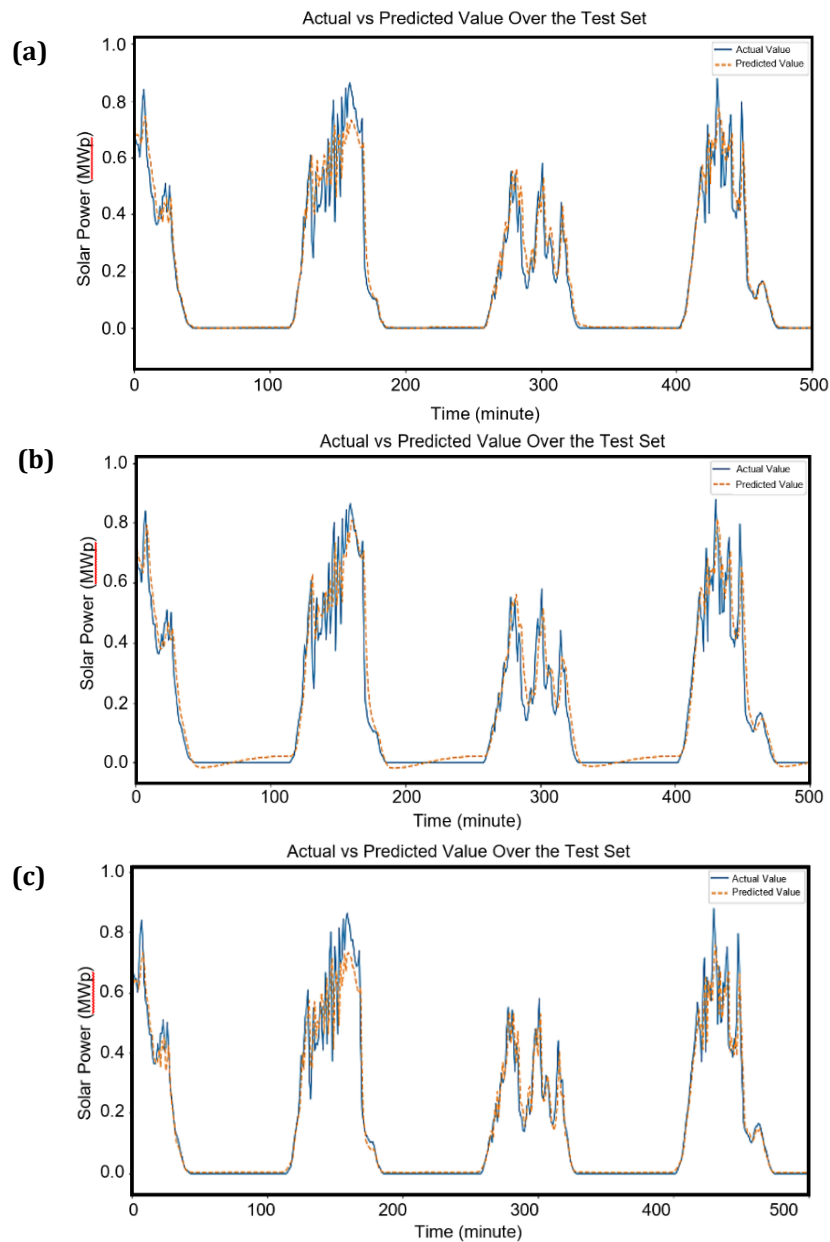 (a)
Actual vs Predicted Value Over the Test Set
1.0
0.8
0.6
0.4
0.2
0.0
Solar Power (MWp)
Actual Value
Predicted Value
0 100 200 300 400 500
Time (minute)
(b)
Actual vs Predicted Value Over the Test Set
1.0
0.8
0.6
0.4
0.2
0.0
Solar Power (MWp)
Actual Value
Predicted Value
0 100 200 300 400 500
Time (minute)
(c)
Actual vs Predicted Value Over the Test Set
1.0
0.8
0.6
0.4
0.2
0.0
Solar Power (MWp)
Actual Value
Predicted Value
0 100 200 300 400 500
Time (minute)